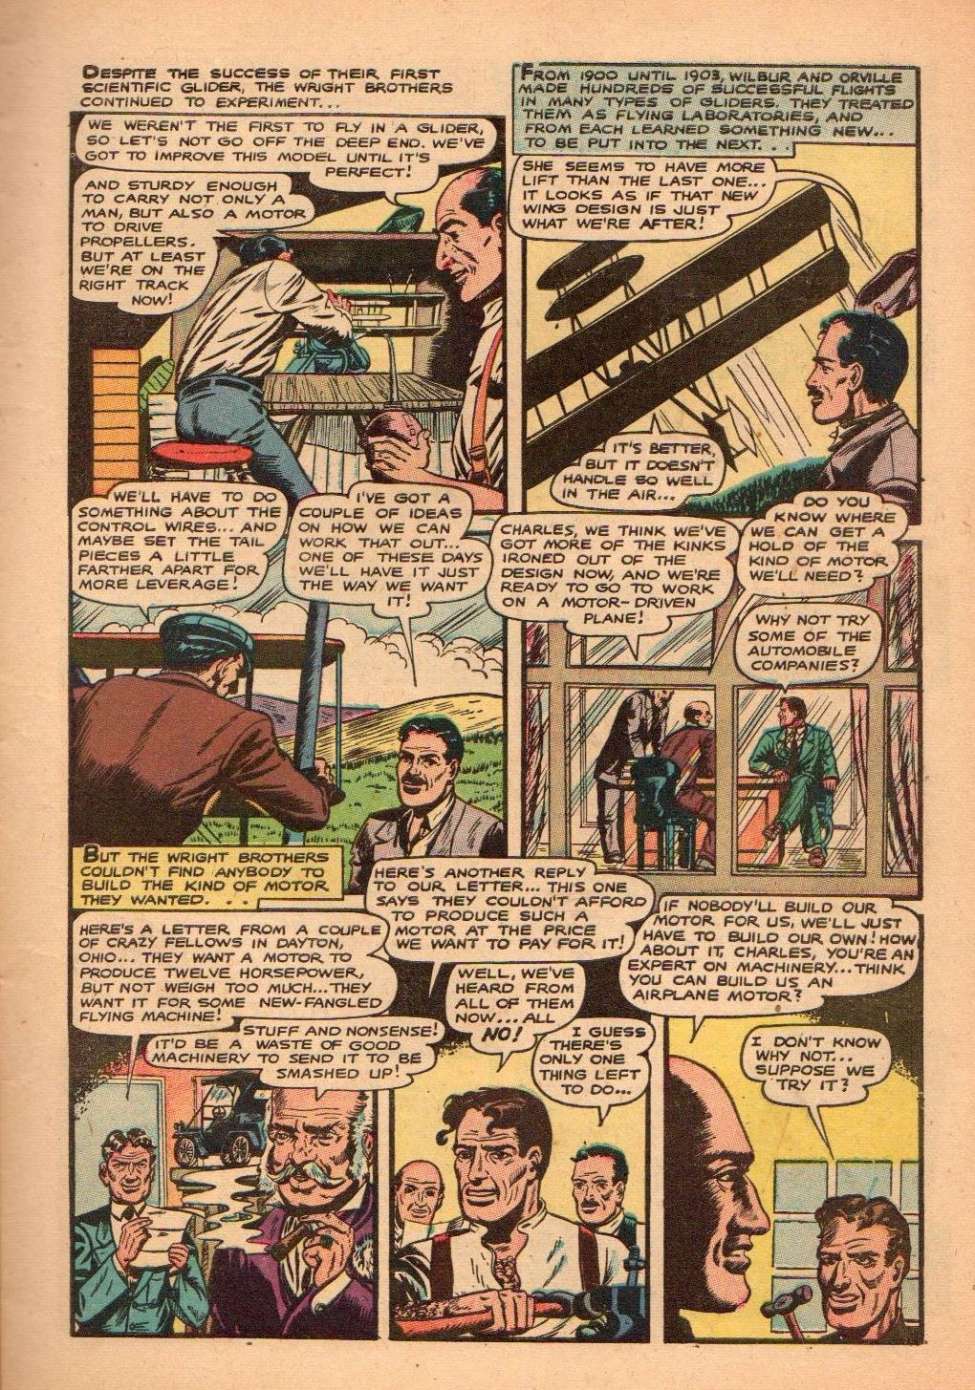 DESPITE THE SUCCESS OF THEIR FIRST
SCIENTIFIC GLIDER, THE WRIGHT BROTHERS
CONTINUED TO EXPERIMENT...
WE WEREN'T THE FIRST TO FLY IN A GLIDER,
SO LET'S NOT GO OFF THE DEEP END. WE'VE
GOT TO IMPROVE THIS MODEL UNTIL IT'S
PERFECT!
AND STURDY ENOUGH
TO CARRY NOT ONLY A
MAN, BUT ALSO A MOTOR
TO DRIVE
PROPELLERS.
BUT AT LEAST
WE'RE ON THE
RIGHT TRACK
NOW!
FROM 1900 UNTIL 1903, WILBUR AND ORVILLE
MADE HUNDREDS OF SUCCESSFUL FLIGHTS
IN MANY TYPES OF GLIDERS. THEY TREATED
THEM AS FLYING LABORATORIES, AND
FROM EACH LEARNED SOMETHING NEW...
TO BE PUT INTO THE NEXT. . .
SHE SEEMS TO HAVE MORE
LIFT THAN THE LAST ONE...
IT LOOKS AS IF THAT NEW
WING DESIGN IS JUST
WHAT WE'RE AFTER!
IT'S BETTER,
BUT IT DOESN'T
HANDLE SO WELL
IN THE AIR...
WE'LL HAVE TO DO
SOMETHING ABOUT THE
CONTROL WIRES... AND
MAYBE SET THE TAIL
PIECES A LITTLE
FARTHER APART FOR
MORE LEVERAGE!
I'VE GOT A
COUPLE OF IDEAS
ON HOW WE CAN
WORK THAT OUT...
ONE OF THESE DAYS
WE'LL HAVE IT JUST
THE WAY WE WANT
IT!
CHARLES, WE THINK WE'VE
GOT MORE OF THE KINKS
IRONED OUT OF THE
DESIGN NOW, AND WE'RE
READY TO GO TO WORK
ON A MOTOR-DRIVEN
PLANE!
DO YOU
KNOW WHERE
WE CAN GET A
HOLD OF THE
KIND OF MOTOR
WE'LL NEED?
WHY NOT TRY
SOME OF THE
AUTOMOBILE
COMPANIES?
BUT THE WRIGHT BROTHERS
COULDN'T FIND ANYBODY TO
BUILD THE KIND OF MOTOR
THEY WANTED. . .
HERE'S A LETTER FROM A COUPLE
OF CRAZY FELLOWS IN DAYTON,
OHIO... THEY WANT A MOTOR TO
PRODUCE TWELVE HORSEPOWER,
BUT NOT WEIGH TOO MUCH...THEY
WANT IT FOR SOME NEW-FANGLED
FLYING MACHINE!
STUFF AND NONSENSE!
IT'D BE A WASTE OF GOOD
MACHINERY TO SEND IT TO BE
SMASHED UP!
HERE'S ANOTHER REPLY
TO OUR LETTER... THIS ONE
SAYS THEY COULDN'T AFFORD
TO PRODUCE SUCH A
MOTOR AT THE PRICE
WE WANT TO PAY FOR IT!
WELL, WE'VE
HEARD FROM
ALL OF THEM
NOW... ALL
NO!
I GUESS
THERE'S
ONLY ONE
THING LEFT
TO DO...
IF NOBODY'LL BUILD OUR
MOTOR FOR US, WE'LL JUST
HAVE TO BUILD OUR OWN! HOW
ABOUT IT, CHARLES, YOU'RE AN
EXPERT ON MACHINERY...THINK
YOU CAN BUILD US AN
AIRPLANE MOTOR?
I DON'T KNOW
WHY NOT...
SUPPOSE WE
TRY IT?